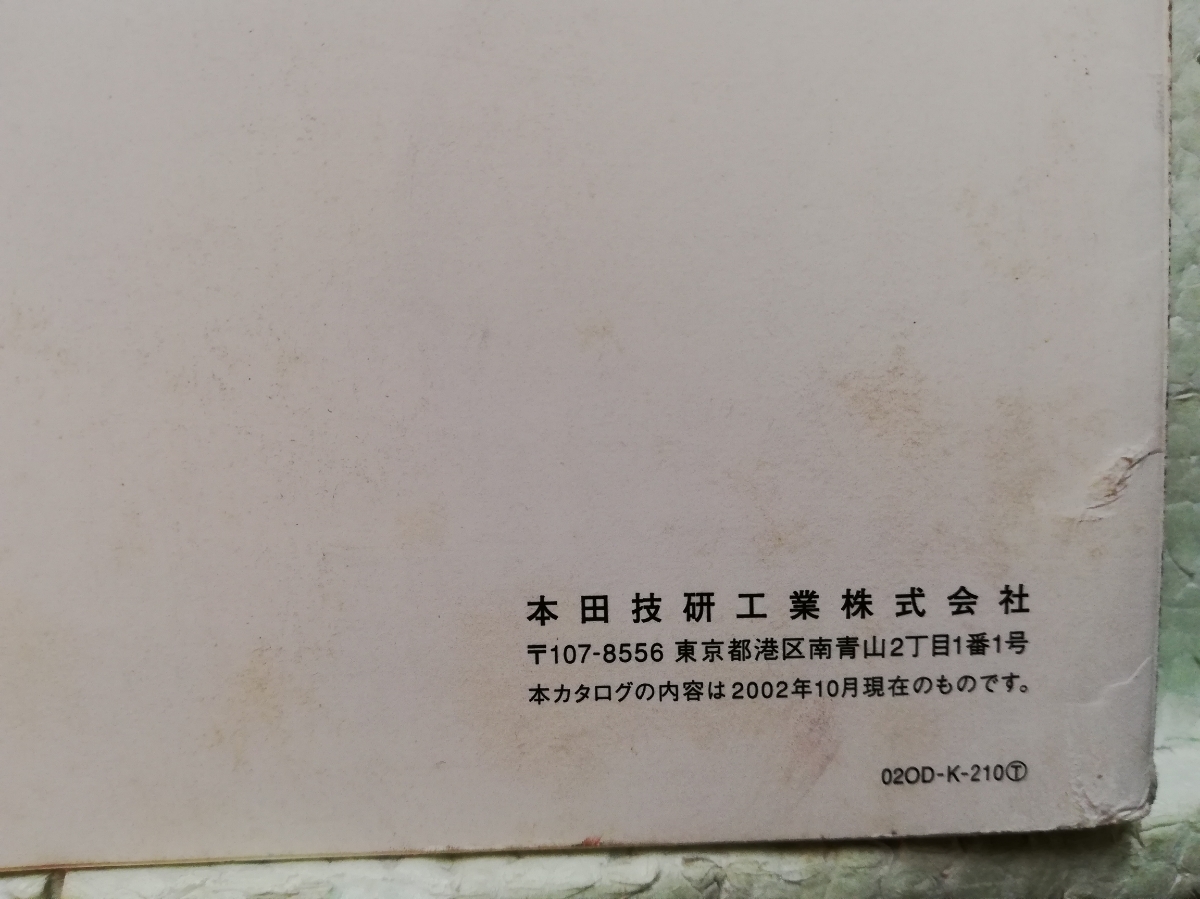 本田技研工業株式会社
〒107-8556 東京都港区南青山2丁目1番1号
本カタログの内容は2002年10月現在のものです。
02OD-K-210Ⓣ